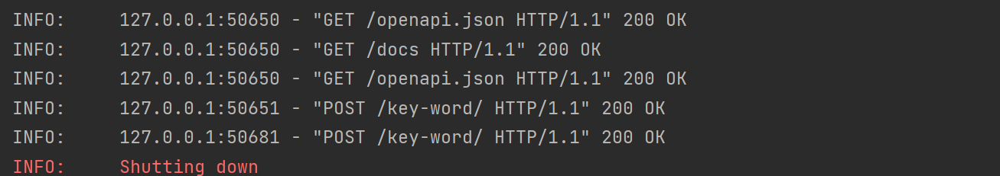 INFO:     127.0.0.1:50650 - "GET /openapi.json HTTP/1.1" 200 OK
INFO:     127.0.0.1:50650 - "GET /docs HTTP/1.1" 200 OK
INFO:     127.0.0.1:50650 - "GET /openapi.json HTTP/1.1" 200 OK
INFO:     127.0.0.1:50651 - "POST /key-word/ HTTP/1.1" 200 OK
INFO:     127.0.0.1:50681 - "POST /key-word/ HTTP/1.1" 200 OK
INFO:     Shutting down